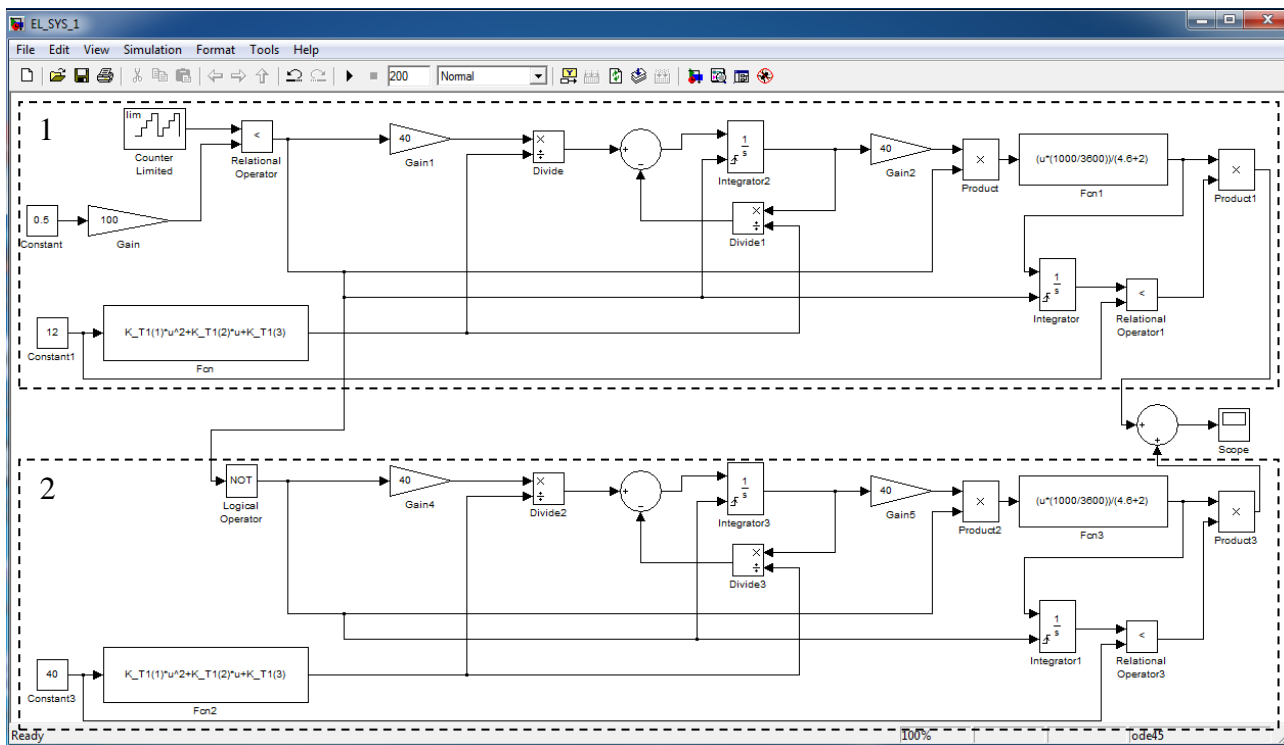 EL_SYS_1
File Edit View Simulation Format Tools Help
200 Normal
1
lim
Counter
Limited
<
Relational
Operator
40
Gain1
×
÷
Divide
+
−
1
s
Integrator2
40
Gain2
×
Product
(u*(1000/3600))/(4.6+2)
Fcn1
×
Product1
0.5
Constant
100
Gain
×
÷
Divide1
1
s
Integrator
<
Relational
Operator1
12
Constant1
K_T1(1)*u^2+K_T1(2)*u+K_T1(3)
Fcn
+
+
Scope
2
NOT
Logical
Operator
40
Gain4
×
÷
Divide2
+
−
1
s
Integrator3
40
Gain5
×
Product2
(u*(1000/3600))/(4.6+2)
Fcn3
×
Product3
×
÷
Divide3
1
s
Integrator1
<
Relational
Operator3
40
Constant3
K_T1(1)*u^2+K_T1(2)*u+K_T1(3)
Fcn2
Ready 100% ode45